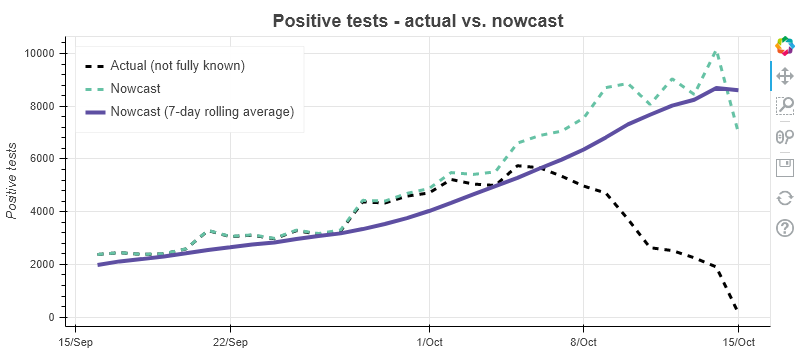 Positive tests - actual vs. nowcast
Actual (not fully known)
Nowcast
Nowcast (7-day rolling average)
Positive tests
10000
8000
6000
4000
2000
0
15/Sep
22/Sep
1/Oct
8/Oct
15/Oct